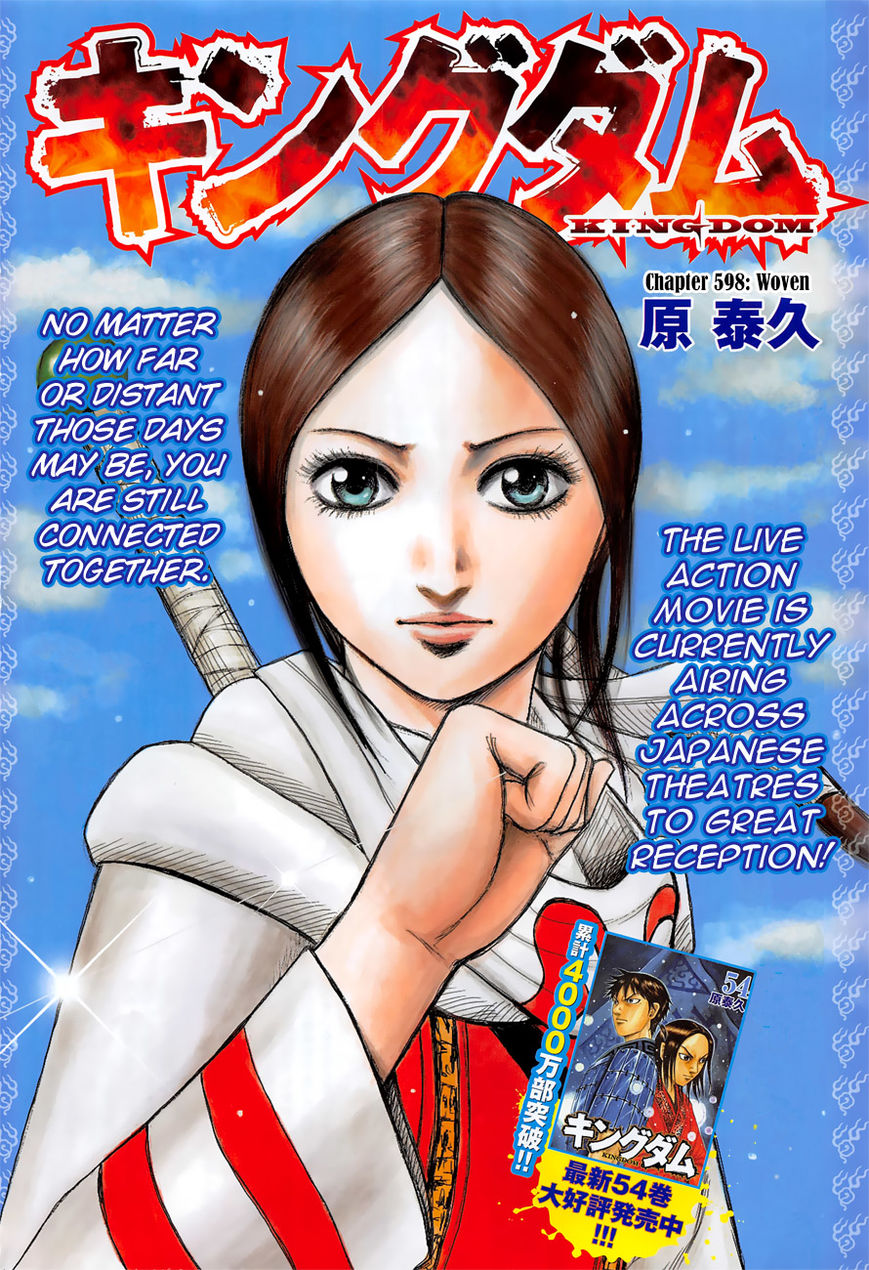 キングダム
KINGDOM
Chapter 598: Woven
原 泰久
NO MATTER
HOW FAR
OR DISTANT
THOSE DAYS
MAY BE, YOU
ARE STILL
CONNECTED
TOGETHER.
THE LIVE
ACTION
MOVIE IS
CURRENTLY
AIRING
ACROSS
JAPANESE
THEATRES
TO GREAT
RECEPTION!
累計4000万部突破!!
54
原泰久
キングダム
KINGDOM
最新54巻
大好評発売中
!!!